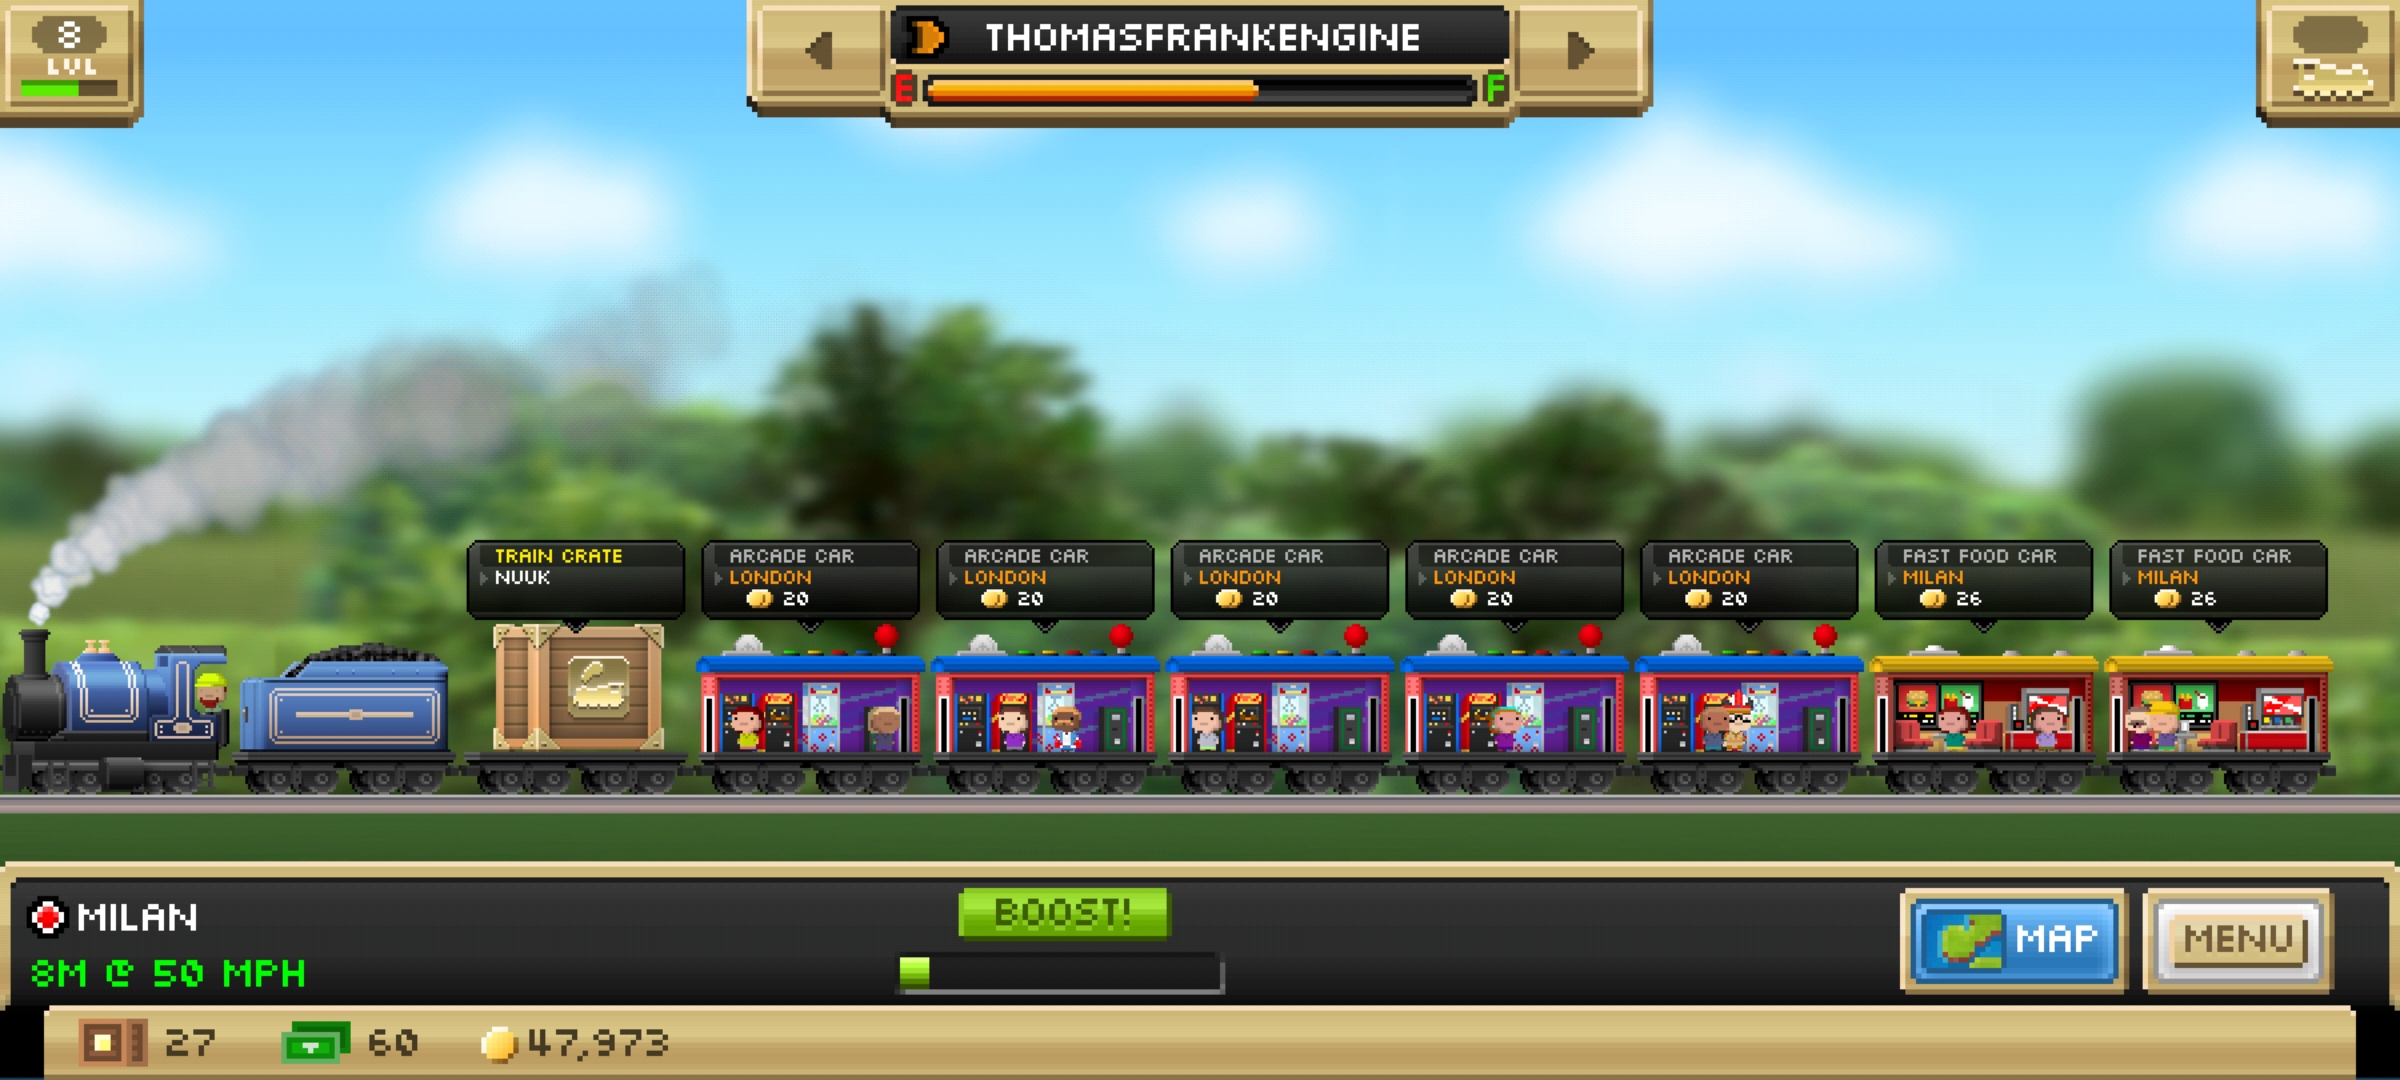 8
LVL
THOMASFRANKENGINE
E
F
TRAIN CRATE
NUUK
ARCADE CAR
LONDON
20
ARCADE CAR
LONDON
20
ARCADE CAR
LONDON
20
ARCADE CAR
LONDON
20
ARCADE CAR
LONDON
20
FAST FOOD CAR
MILAN
26
FAST FOOD CAR
MILAN
26
MILAN
8M @ 50 MPH
BOOST!
MAP
MENU
27
60
47,973